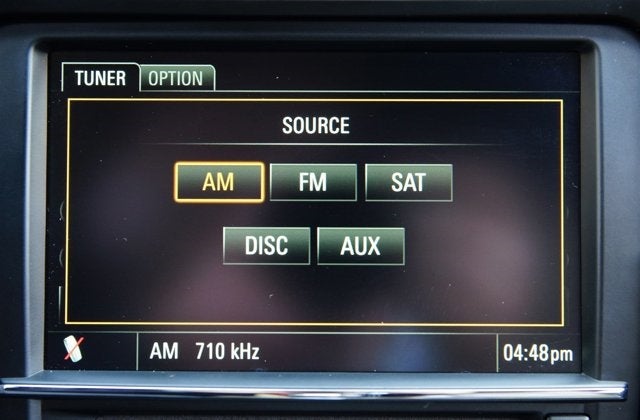 TUNER OPTION
SOURCE
AM FM SAT
DISC AUX
AM 710 kHz 04:48pm